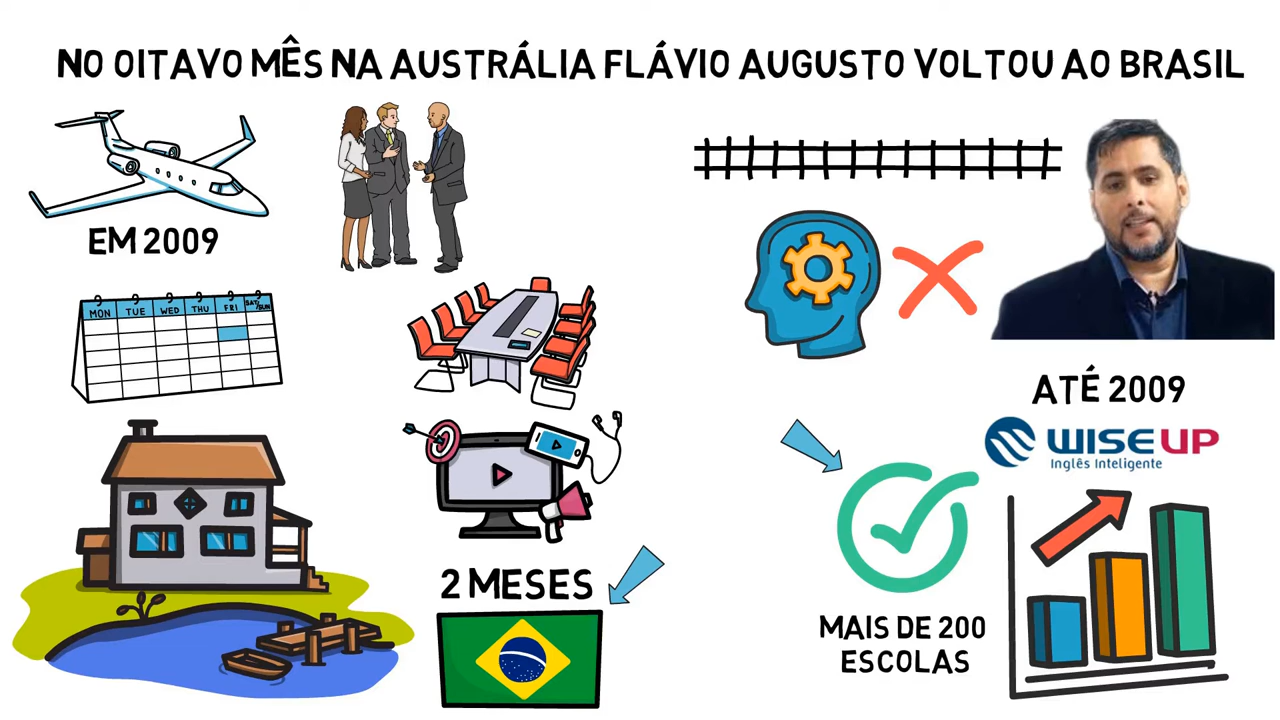 NO OITAVO MÊS NA AUSTRÁLIA FLÁVIO AUGUSTO VOLTOU AO BRASIL
EM 2009
MON TUE WED THU FRI SAT/SUN
2 MESES
ATÉ 2009
WISE UP
Inglês Inteligente
MAIS DE 200
ESCOLAS